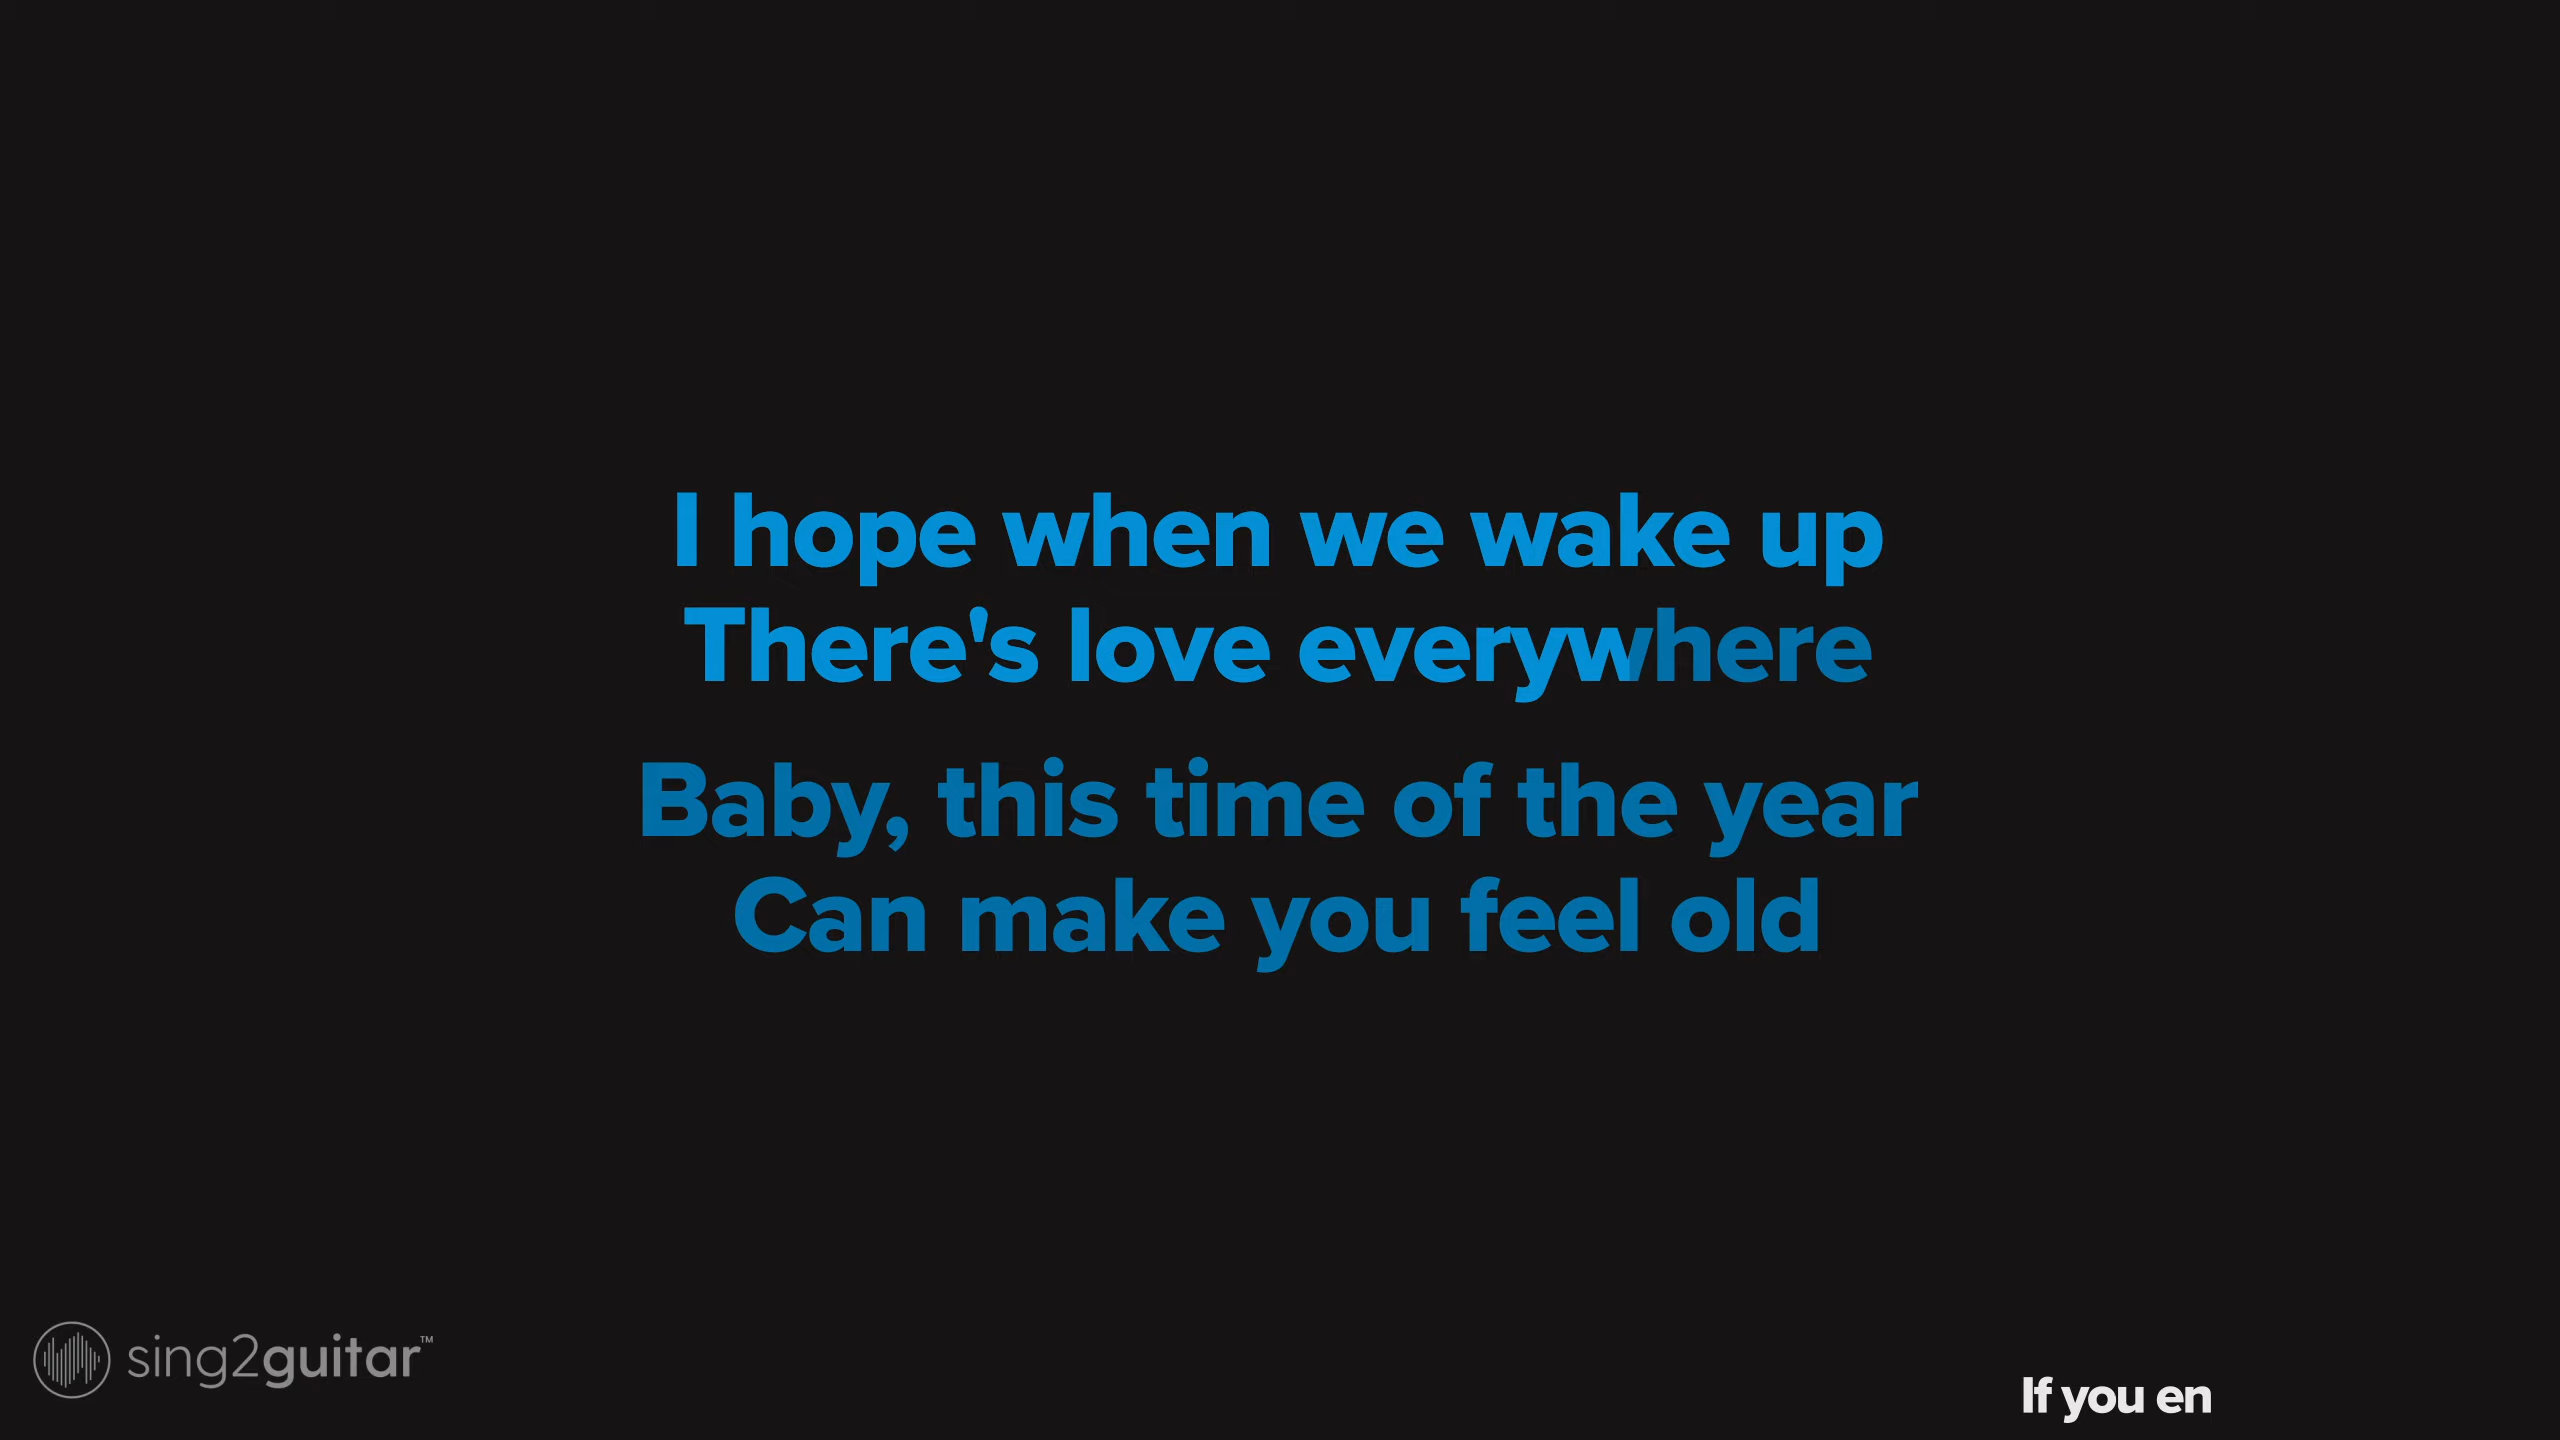 I hope when we wake up
There's love everywhere
Baby, this time of the year
Can make you feel old
sing2guitar™
If you en